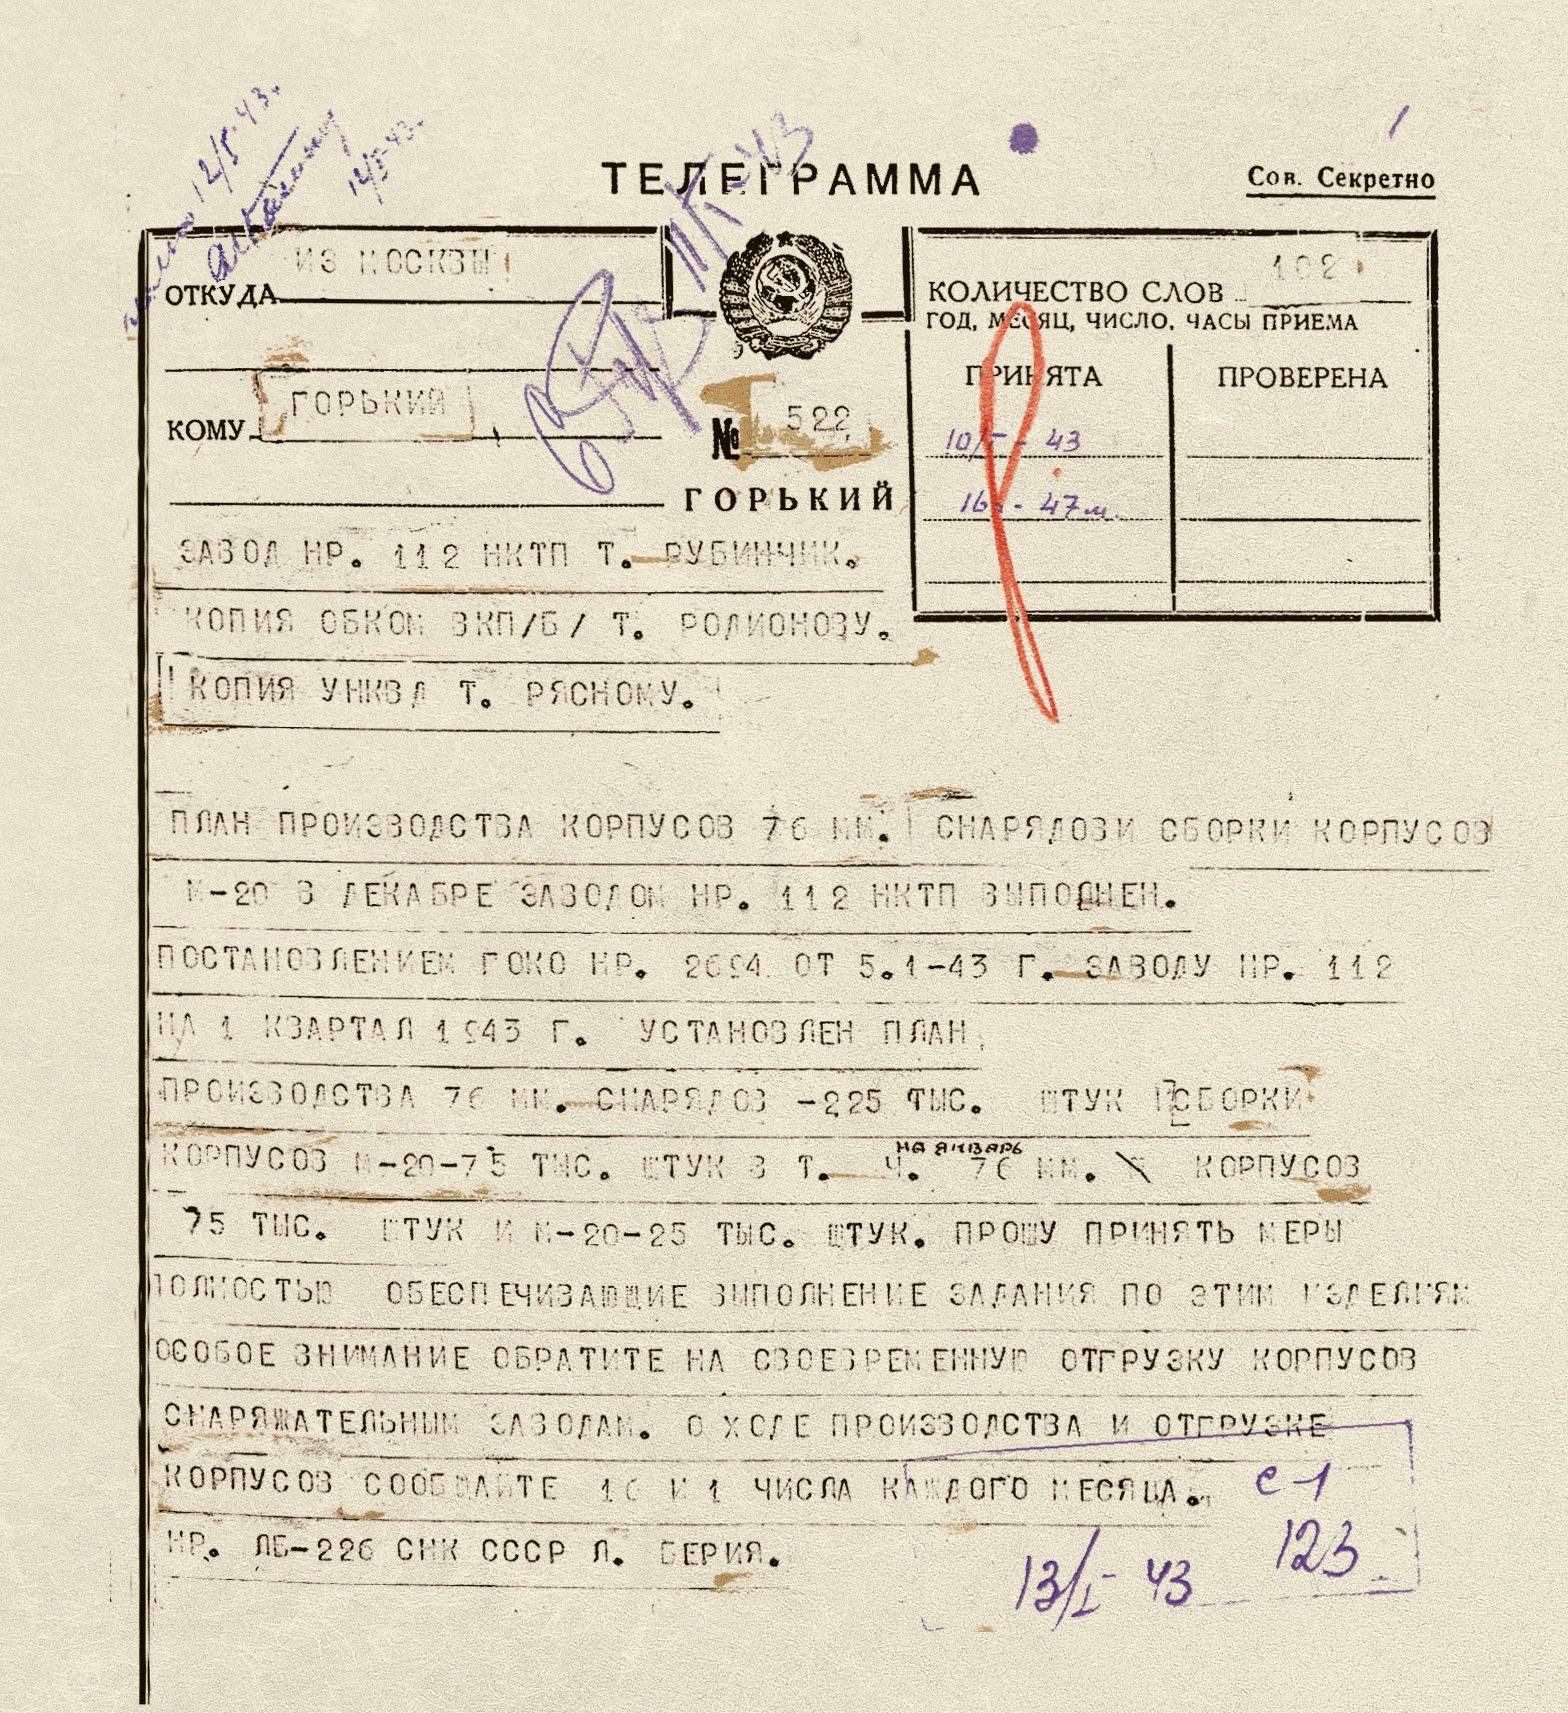 12/I-43.
12/I-43.
ТЕЛЕГРАММА
Сов. Секретно
ИЗ МОСКВЫ
ОТКУДА
102
КОЛИЧЕСТВО СЛОВ
ГОД, МЕСЯЦ, ЧИСЛО, ЧАСЫ ПРИЕМА
ПРИНЯТА
ПРОВЕРЕНА
ГОРЬКИЙ
КОМУ
№ 522
10/I - 43
16 - 47 м.
ГОРЬКИЙ
ЗАВОД НР. 112 НКТП Т. РУБИНЧИК.
КОПИЯ ОБКОМ ВКП/Б/ Т. РОДИОНОВУ.
КОПИЯ УНКВД Т. РЯСНОМУ.
ПЛАН ПРОИЗВОДСТВА КОРПУСОВ 76 ММ. СНАРЯДОВ И СБОРКИ КОРПУСОВ
М-20 В ДЕКАБРЕ ЗАВОДОМ НР. 112 НКТП ВЫПОЛНЕН.
ПОСТАНОВЛЕНИЕМ ГОКО НР. 2694 ОТ 5.1-43 Г. ЗАВОДУ НР. 112
НА 1 КВАРТАЛ 1943 Г. УСТАНОВЛЕН ПЛАН
ПРОИЗВОДСТВА 76 ММ. СНАРЯДОВ -225 ТЫС. ШТУК И СБОРКИ
на январь
КОРПУСОВ М-20-75 ТЫС. ШТУК В Т. Ч. 76 ММ. КОРПУСОВ
75 ТЫС. ШТУК И М-20-25 ТЫС. ШТУК. ПРОШУ ПРИНЯТЬ МЕРЫ
ПОЛНОСТЬЮ ОБЕСПЕЧИВАЮЩИЕ ВЫПОЛНЕНИЕ ЗАДАНИЯ ПО ЭТИМ ИЗДЕЛИЯМ
ОСОБОЕ ВНИМАНИЕ ОБРАТИТЕ НА СВОЕВРЕМЕННУЮ ОТГРУЗКУ КОРПУСОВ
СНАРЯЖАТЕЛЬНЫМ ЗАВОДАМ. О ХОДЕ ПРОИЗВОДСТВА И ОТГРУЗКЕ
КОРПУСОВ СООБЩАЙТЕ 16 И 1 ЧИСЛА КАЖДОГО МЕСЯЦА.
с-1
НР. ЛБ-226 СНК СССР Л. БЕРИЯ.
123
13/I- 43